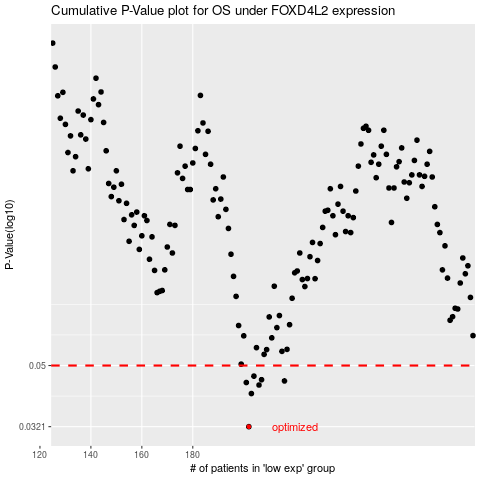 Cumulative P-Value plot for OS under FOXD4L2 expression
P-Value(log10)
0.05
0.0321
optimized
120 140 160 180
# of patients in 'low exp' group